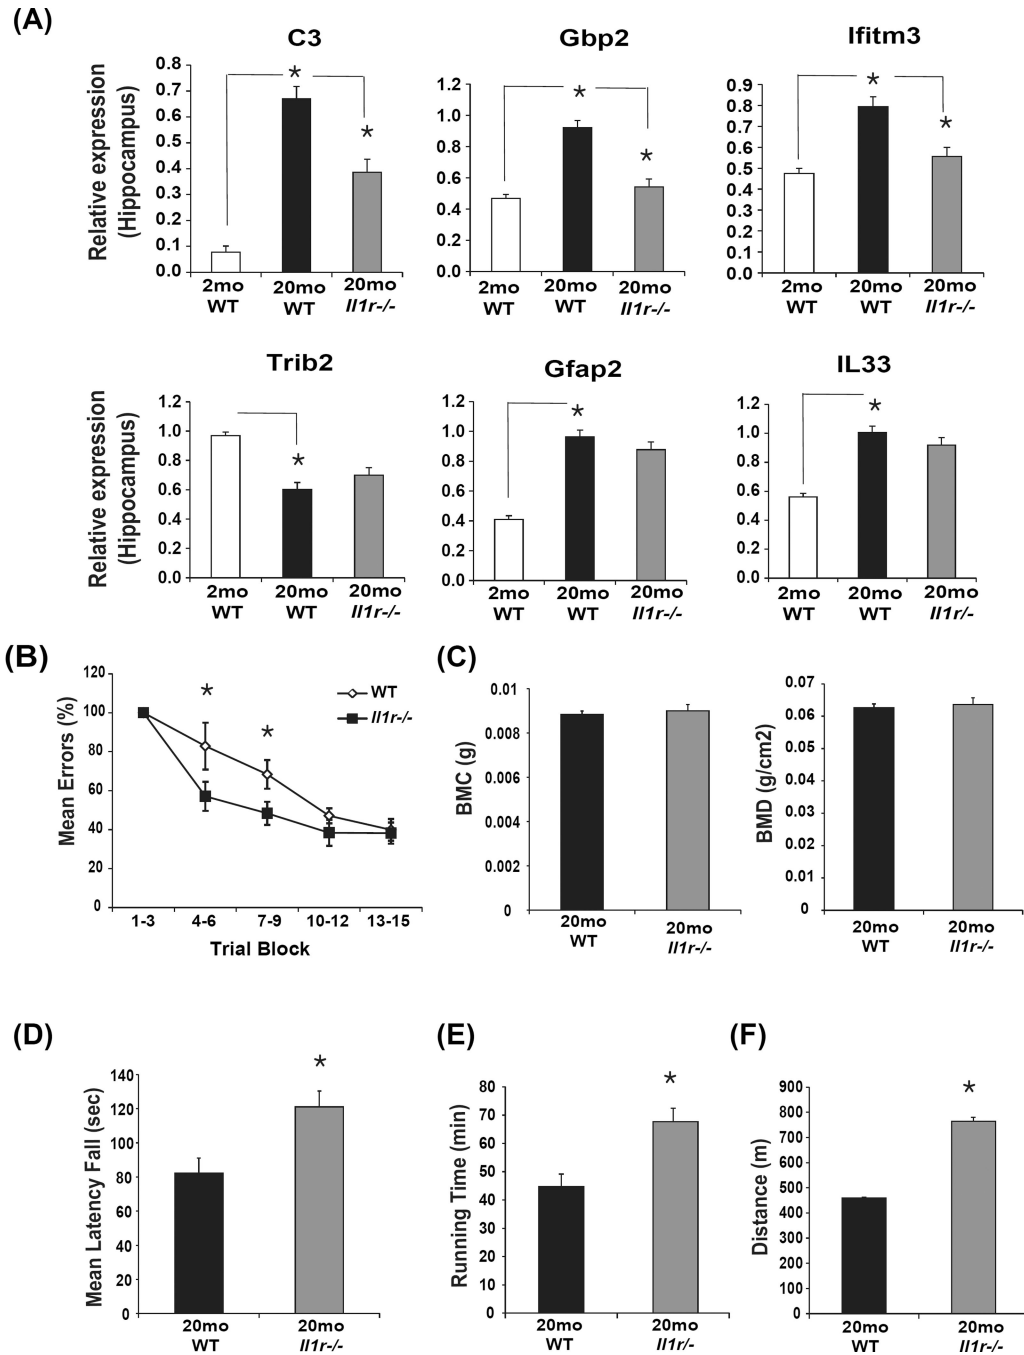 (A)
C3
Gbp2
Ifitm3
Relative expression
(Hippocampus)
0.8
0.7
0.6
0.5
0.4
0.3
0.2
0.1
0.0
*
*
2mo WT
20mo WT
20mo Il1r-/-
1.2
1.0
0.8
0.6
0.4
0.2
0.0
*
*
2mo WT
20mo WT
20mo Il1r-/-
0.9
0.8
0.7
0.6
0.5
0.4
0.3
0.2
0.1
0.0
*
*
2mo WT
20mo WT
20mo Il1r-/-
Trib2
Gfap2
IL33
Relative expression
(Hippocampus)
1.2
1.0
0.8
0.6
0.4
0.2
0.0
*
2mo WT
20mo WT
20mo Il1r-/-
1.2
1.0
0.8
0.6
0.4
0.2
0.0
*
2mo WT
20mo WT
20mo Il1r-/-
1.2
1.0
0.8
0.6
0.4
0.2
0.0
*
2mo WT
20mo WT
20mo Il1r/-
(B)
Mean Errors (%)
120
100
80
60
40
20
0
*
*
WT
Il1r-/-
1-3 4-6 7-9 10-12 13-15
Trial Block
(C)
BMC (g)
0.01
0.008
0.006
0.004
0.002
0
20mo WT
20mo Il1r-/-
BMD (g/cm2)
0.07
0.06
0.05
0.04
0.03
0.02
0.01
0
20mo WT
20mo Il1r-/-
(D)
Mean Latency Fall (sec)
140
120
100
80
60
40
20
0
*
20mo WT
20mo Il1r-/-
(E)
Running Time (min)
80
70
60
50
40
30
20
10
0
*
20mo WT
20mo Il1r/-
(F)
Distance (m)
900
800
700
600
500
400
300
200
100
0
*
20mo WT
20mo Il1r-/-